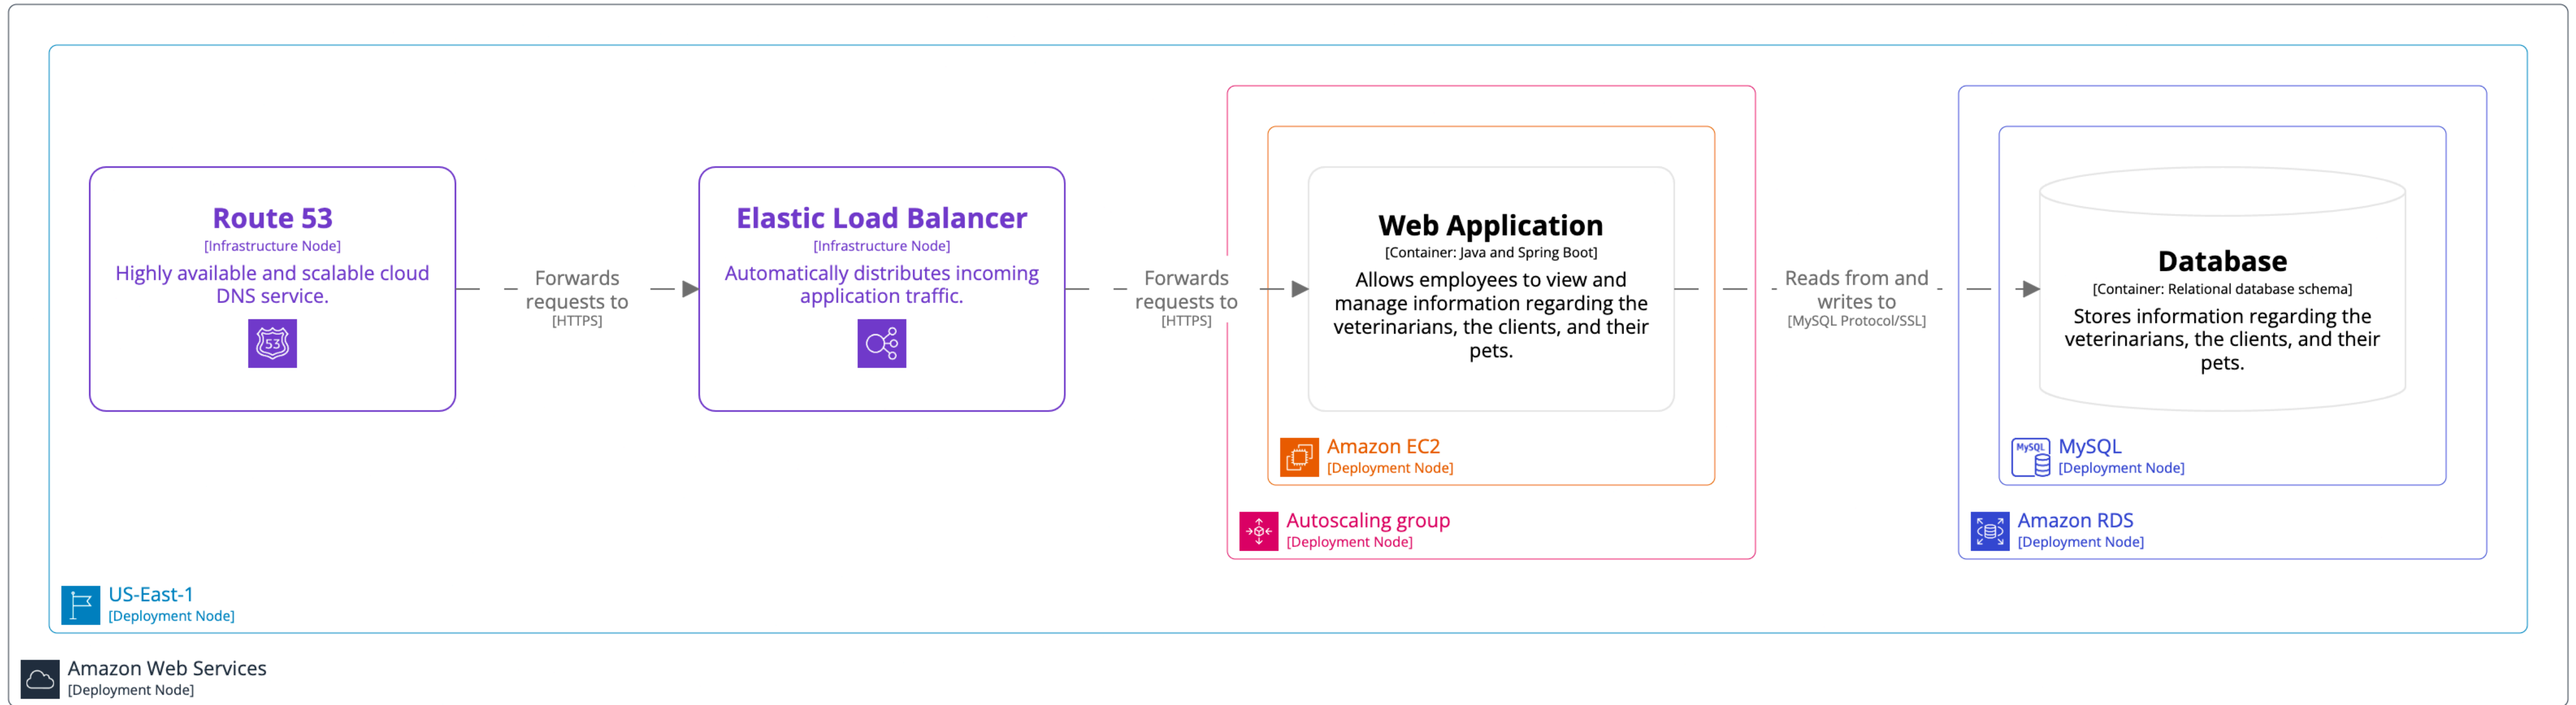 Route 53
[Infrastructure Node]
Highly available and scalable cloud
DNS service.
53
Forwards
requests to
[HTTPS]
Elastic Load Balancer
[Infrastructure Node]
Automatically distributes incoming
application traffic.
Forwards
requests to
[HTTPS]
Web Application
[Container: Java and Spring Boot]
Allows employees to view and
manage information regarding the
veterinarians, the clients, and their
pets.
Amazon EC2
[Deployment Node]
Autoscaling group
[Deployment Node]
Reads from and
writes to
[MySQL Protocol/SSL]
Database
[Container: Relational database schema]
Stores information regarding the
veterinarians, the clients, and their
pets.
MySQL
MySQL
[Deployment Node]
Amazon RDS
[Deployment Node]
US-East-1
[Deployment Node]
Amazon Web Services
[Deployment Node]